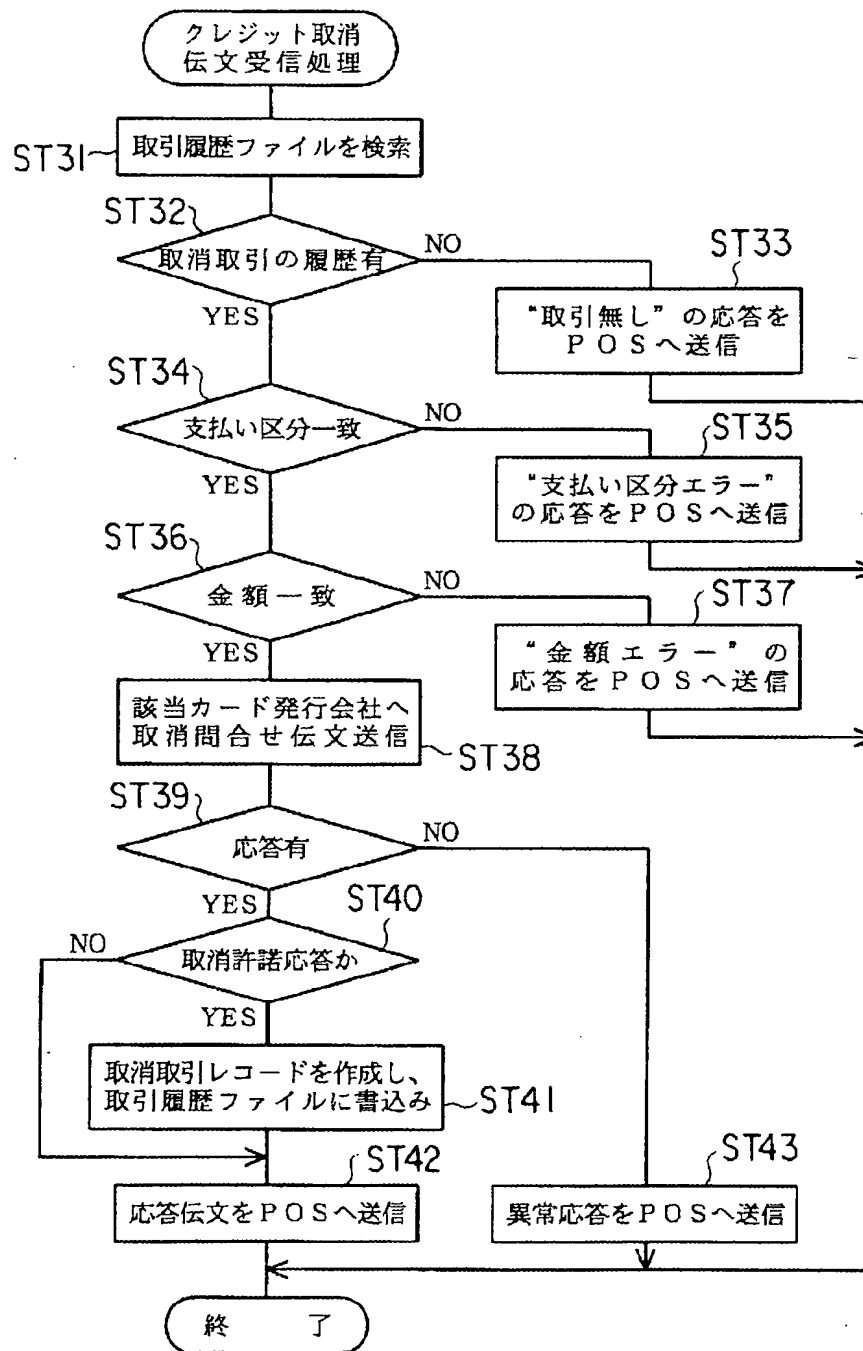 クレジット取消
伝文受信処理
ST31
取引履歴ファイルを検索
ST32
取消取引の履歴有
NO
YES
ST33
“取引無し”の応答を
POSへ送信
ST34
支払い区分一致
NO
YES
ST35
“支払い区分エラー”
の応答をPOSへ送信
ST36
金額一致
NO
YES
ST37
“金額エラー”の
応答をPOSへ送信
該当カード発行会社へ
取消問合せ伝文送信
ST38
ST39
応答有
NO
YES
ST40
取消許諾応答か
NO
YES
取消取引レコードを作成し、
取引履歴ファイルに書込み
ST41
ST42
応答伝文をPOSへ送信
ST43
異常応答をPOSへ送信
終 了